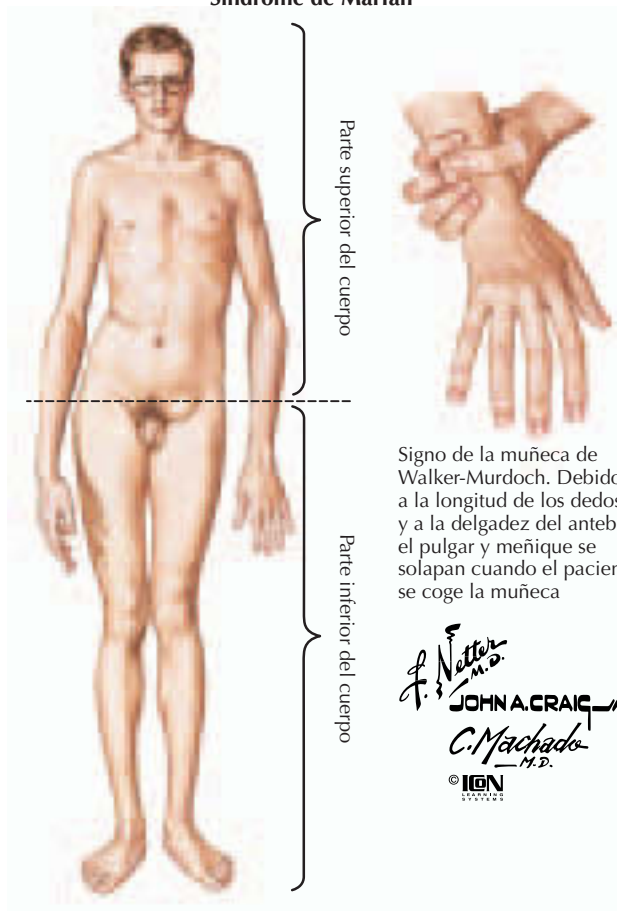 Síndrome de Marfan
Parte superior del cuerpo
Parte inferior del cuerpo
Signo de la muñeca de
Walker-Murdoch. Debido
a la longitud de los dedos
y a la delgadez del anteb
el pulgar y meñique se
solapan cuando el pacien
se coge la muñeca
F. Netter
M.D.
JOHN A. CRAIG
C. Machado
M.D.
© ICON
LEARNING
SYSTEMS